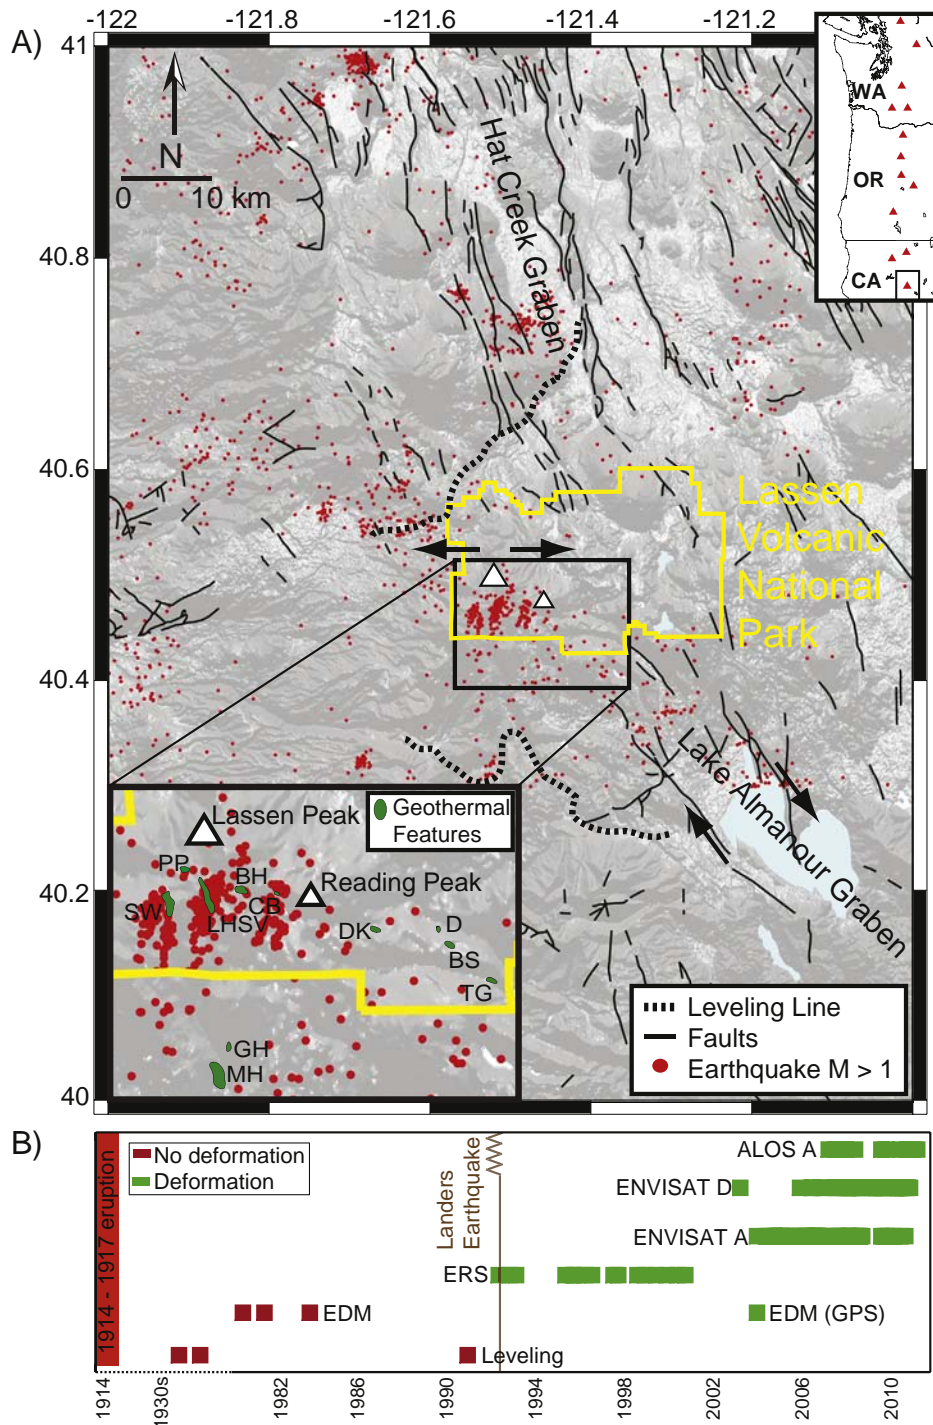 A)
-122
-121.8
-121.6
-121.4
-121.2
41
40.8
40.6
40.4
40.2
40
N
0 10 km
Hat Creek Graben
WA
OR
CA
Lassen
Volcanic
National
Park
Lake Almanour Graben
Lassen Peak
Geothermal
Features
PP
BH
Reading Peak
SW
CB
LHSV
DK
D
BS
TG
GH
MH
Leveling Line
Faults
Earthquake M > 1
B)
No deformation
Deformation
1914 - 1917 eruption
Landers
Earthquake
ALOS A
ENVISAT D
ENVISAT A
ERS
EDM
EDM (GPS)
Leveling
1914
1930s
1982
1986
1990
1994
1998
2002
2006
2010